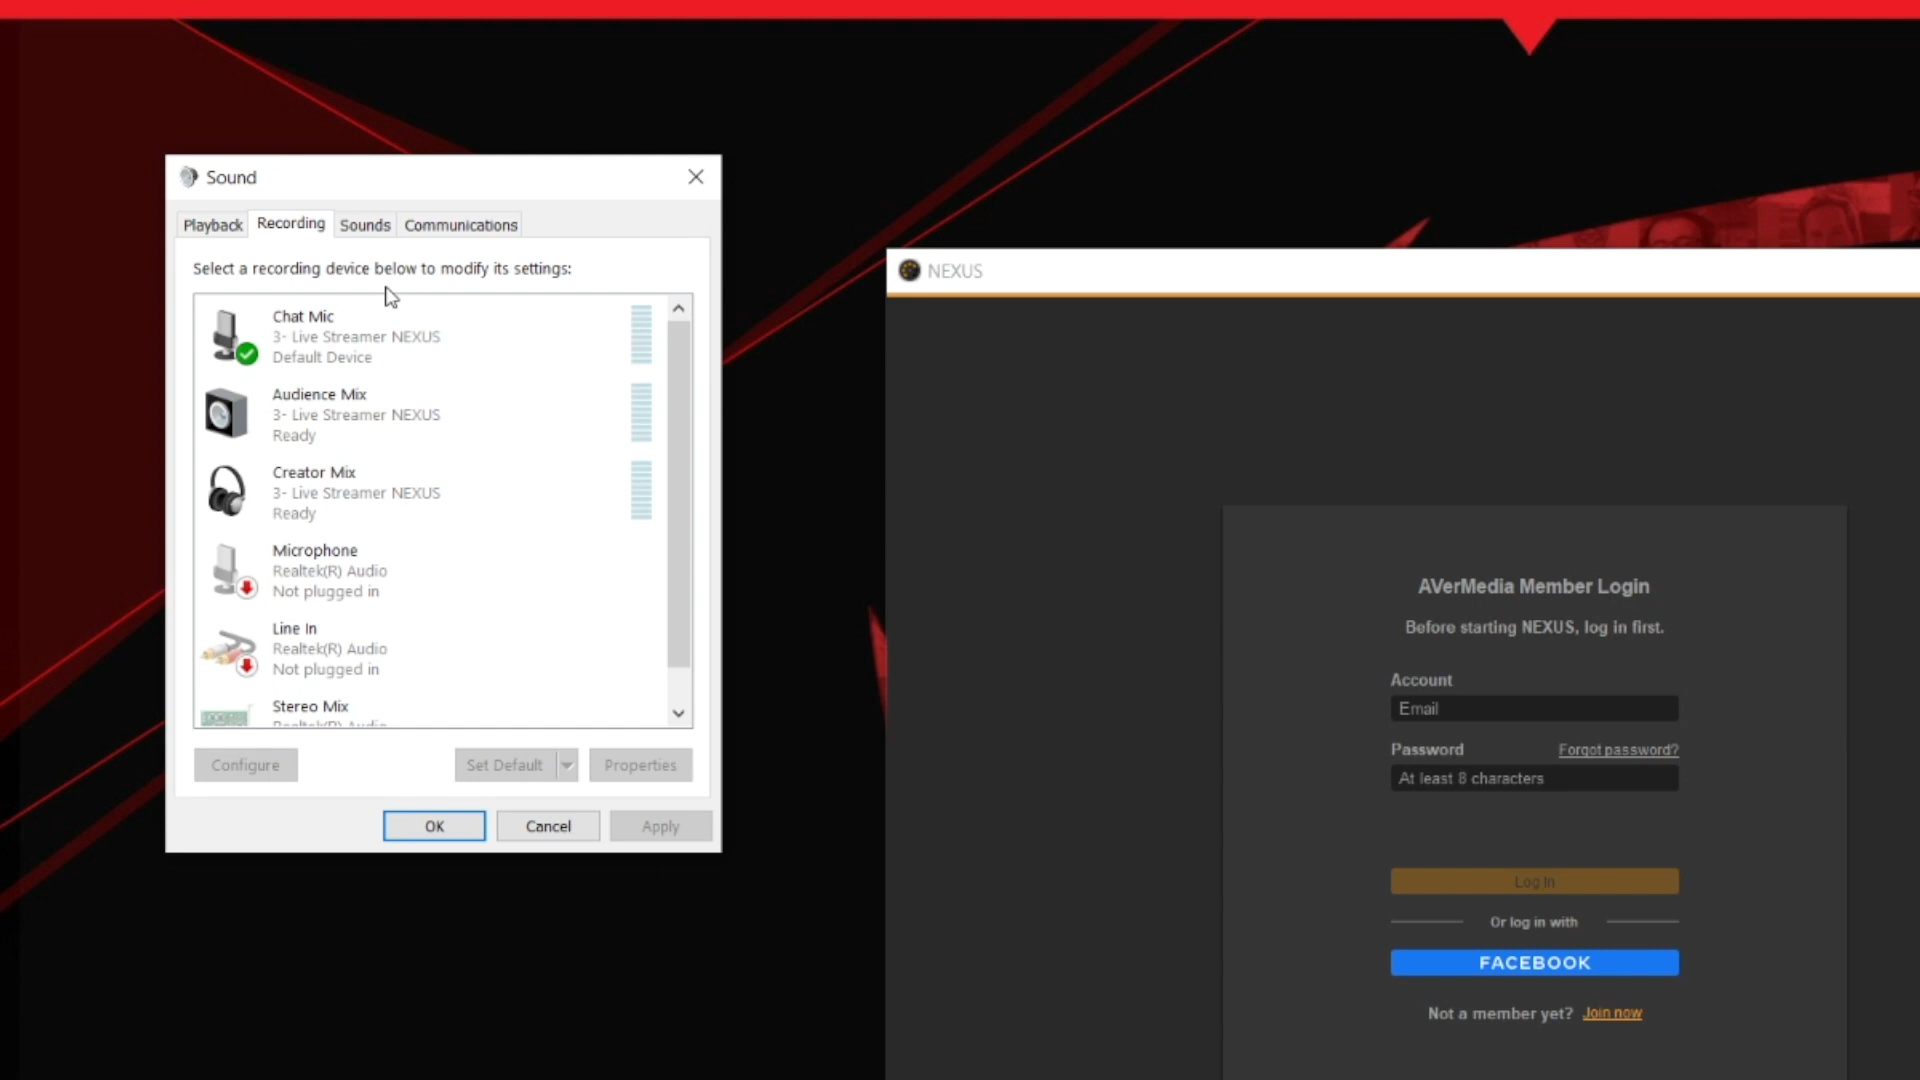 Sound
Playback
Recording
Sounds
Communications
Select a recording device below to modify its settings:
Chat Mic
3- Live Streamer NEXUS
Default Device
Audience Mix
3- Live Streamer NEXUS
Ready
Creator Mix
3- Live Streamer NEXUS
Ready
Microphone
Realtek(R) Audio
Not plugged in
Line In
Realtek(R) Audio
Not plugged in
Stereo Mix
Realtek(R) Audio
Configure
Set Default
Properties
OK
Cancel
Apply
NEXUS
AVerMedia Member Login
Before starting NEXUS, log in first.
Account
Email
Password
Forgot password?
At least 8 characters
Log In
Or log in with
FACEBOOK
Not a member yet? Join now